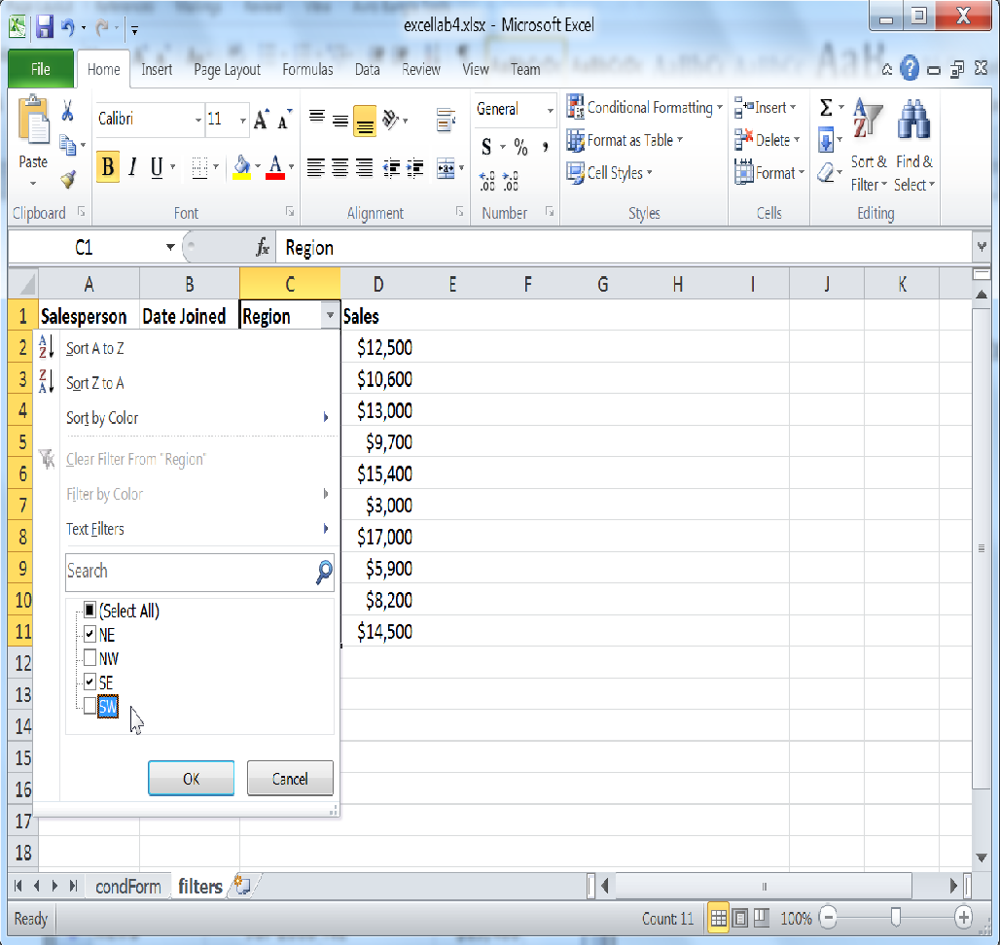 excellab4.xlsx - Microsoft Excel
File Home Insert Page Layout Formulas Data Review View Team
Calibri 11 General Conditional Formatting Insert Σ
Paste Format as Table Delete Sort & Find &
B I U A $ % , Cell Styles Format Filter Select
Clipboard Font Alignment Number Styles Cells Editing
C1 fx Region
A B C D E F G H I J K
1 Salesperson Date Joined Region Sales
2 Sort A to Z $12,500
3 Sort Z to A $10,600
4 Sort by Color $13,000
5 $9,700
6 Clear Filter From "Region" $15,400
7 Filter by Color $3,000
8 Text Filters $17,000
9 Search $5,900
10 (Select All) $8,200
11 NE $14,500
12 NW
13 SE
SW
14
15
16 OK Cancel
17
18
condForm filters
Ready Count: 11 100%